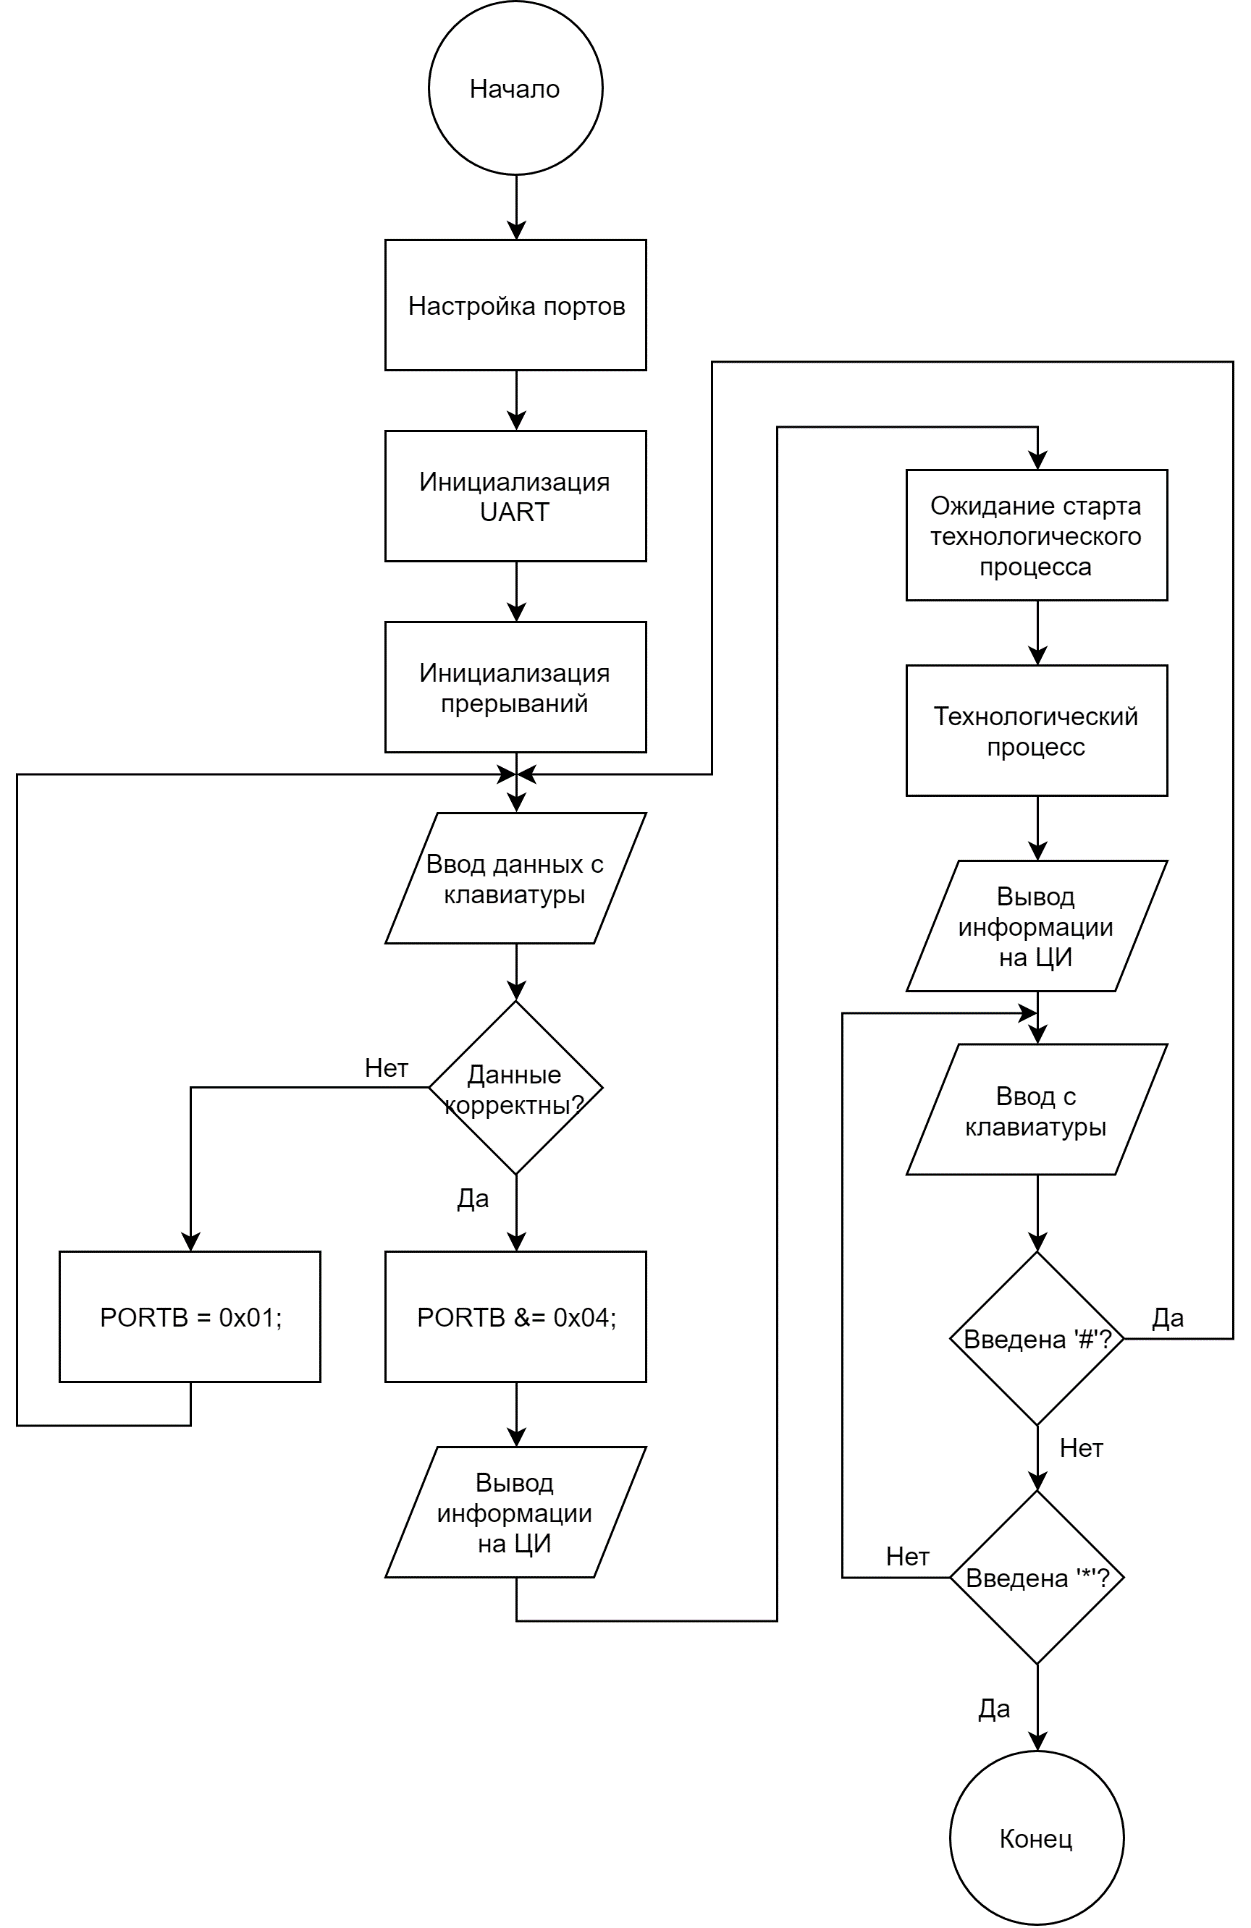 Начало
Настройка портов
Инициализация
UART
Инициализация
прерываний
Ввод данных с
клавиатуры
Данные
корректны?
Нет
Да
PORTB = 0x01;
PORTB &= 0x04;
Вывод
информации
на ЦИ
Ожидание старта
технологического
процесса
Технологический
процесс
Вывод
информации
на ЦИ
Ввод с
клавиатуры
Введена '#'?
Да
Нет
Введена '*'?
Нет
Да
Конец